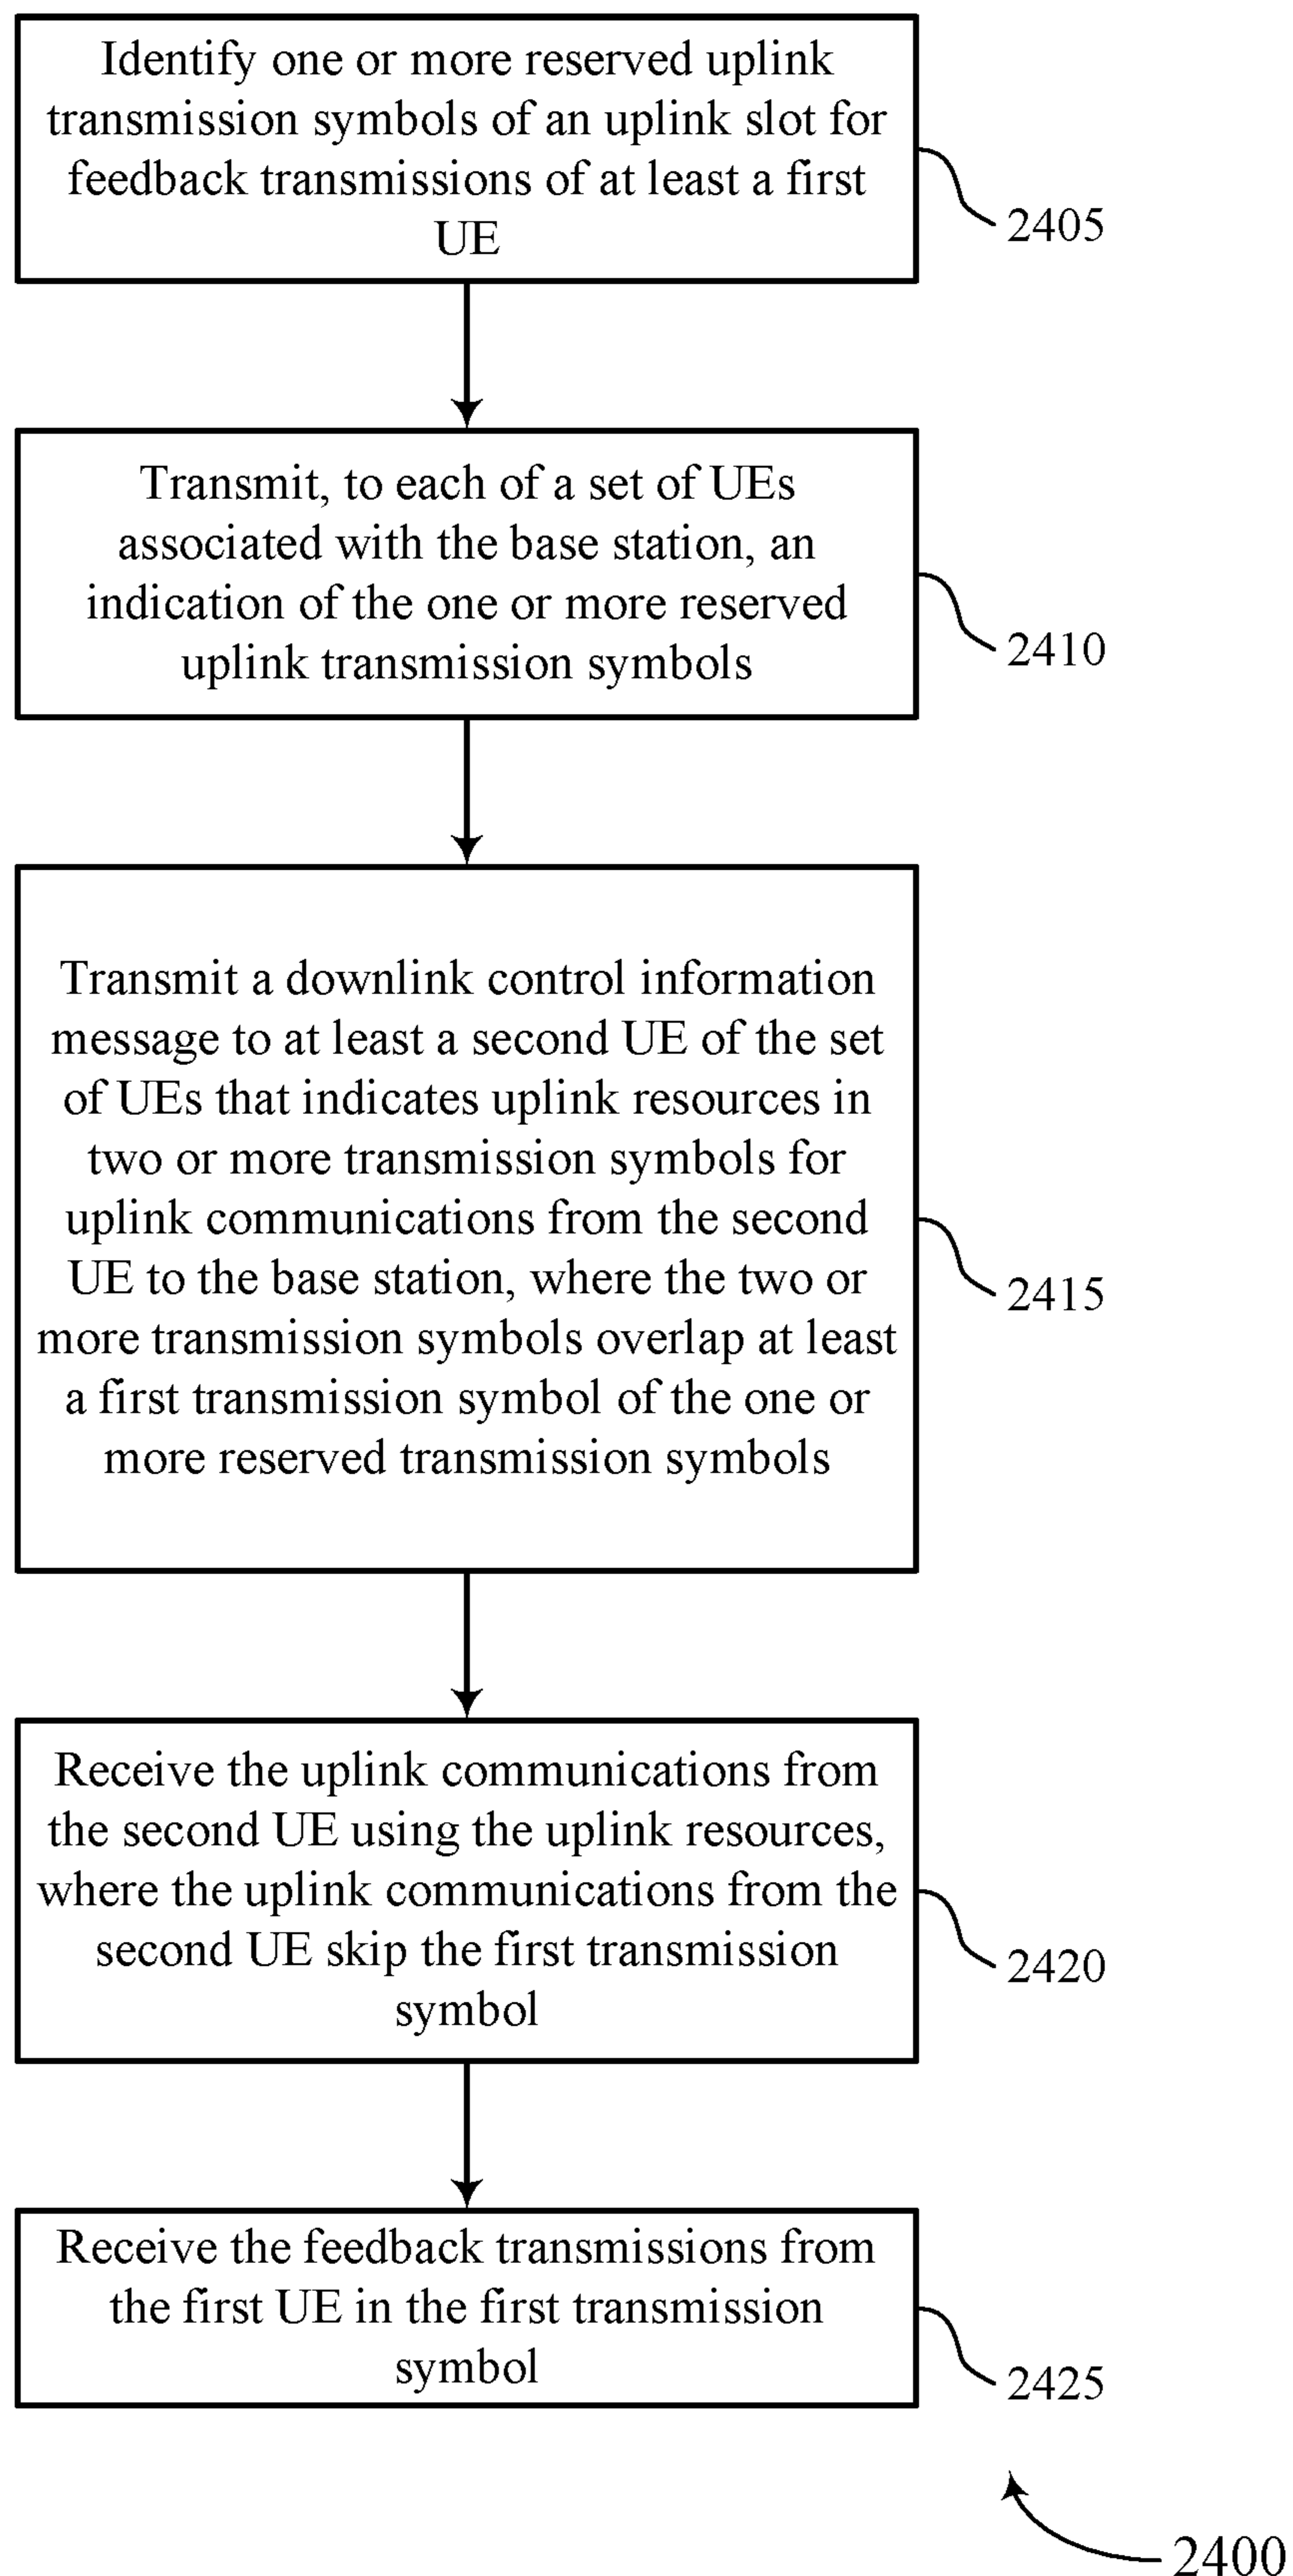 Identify one or more reserved uplink
transmission symbols of an uplink slot for
feedback transmissions of at least a first
UE
2405
Transmit, to each of a set of UEs
associated with the base station, an
indication of the one or more reserved
uplink transmission symbols
2410
Transmit a downlink control information
message to at least a second UE of the set
of UEs that indicates uplink resources in
two or more transmission symbols for
uplink communications from the second
UE to the base station, where the two or
more transmission symbols overlap at least
a first transmission symbol of the one or
more reserved transmission symbols
2415
Receive the uplink communications from
the second UE using the uplink resources,
where the uplink communications from the
second UE skip the first transmission
symbol
2420
Receive the feedback transmissions from
the first UE in the first transmission
symbol
2425
2400